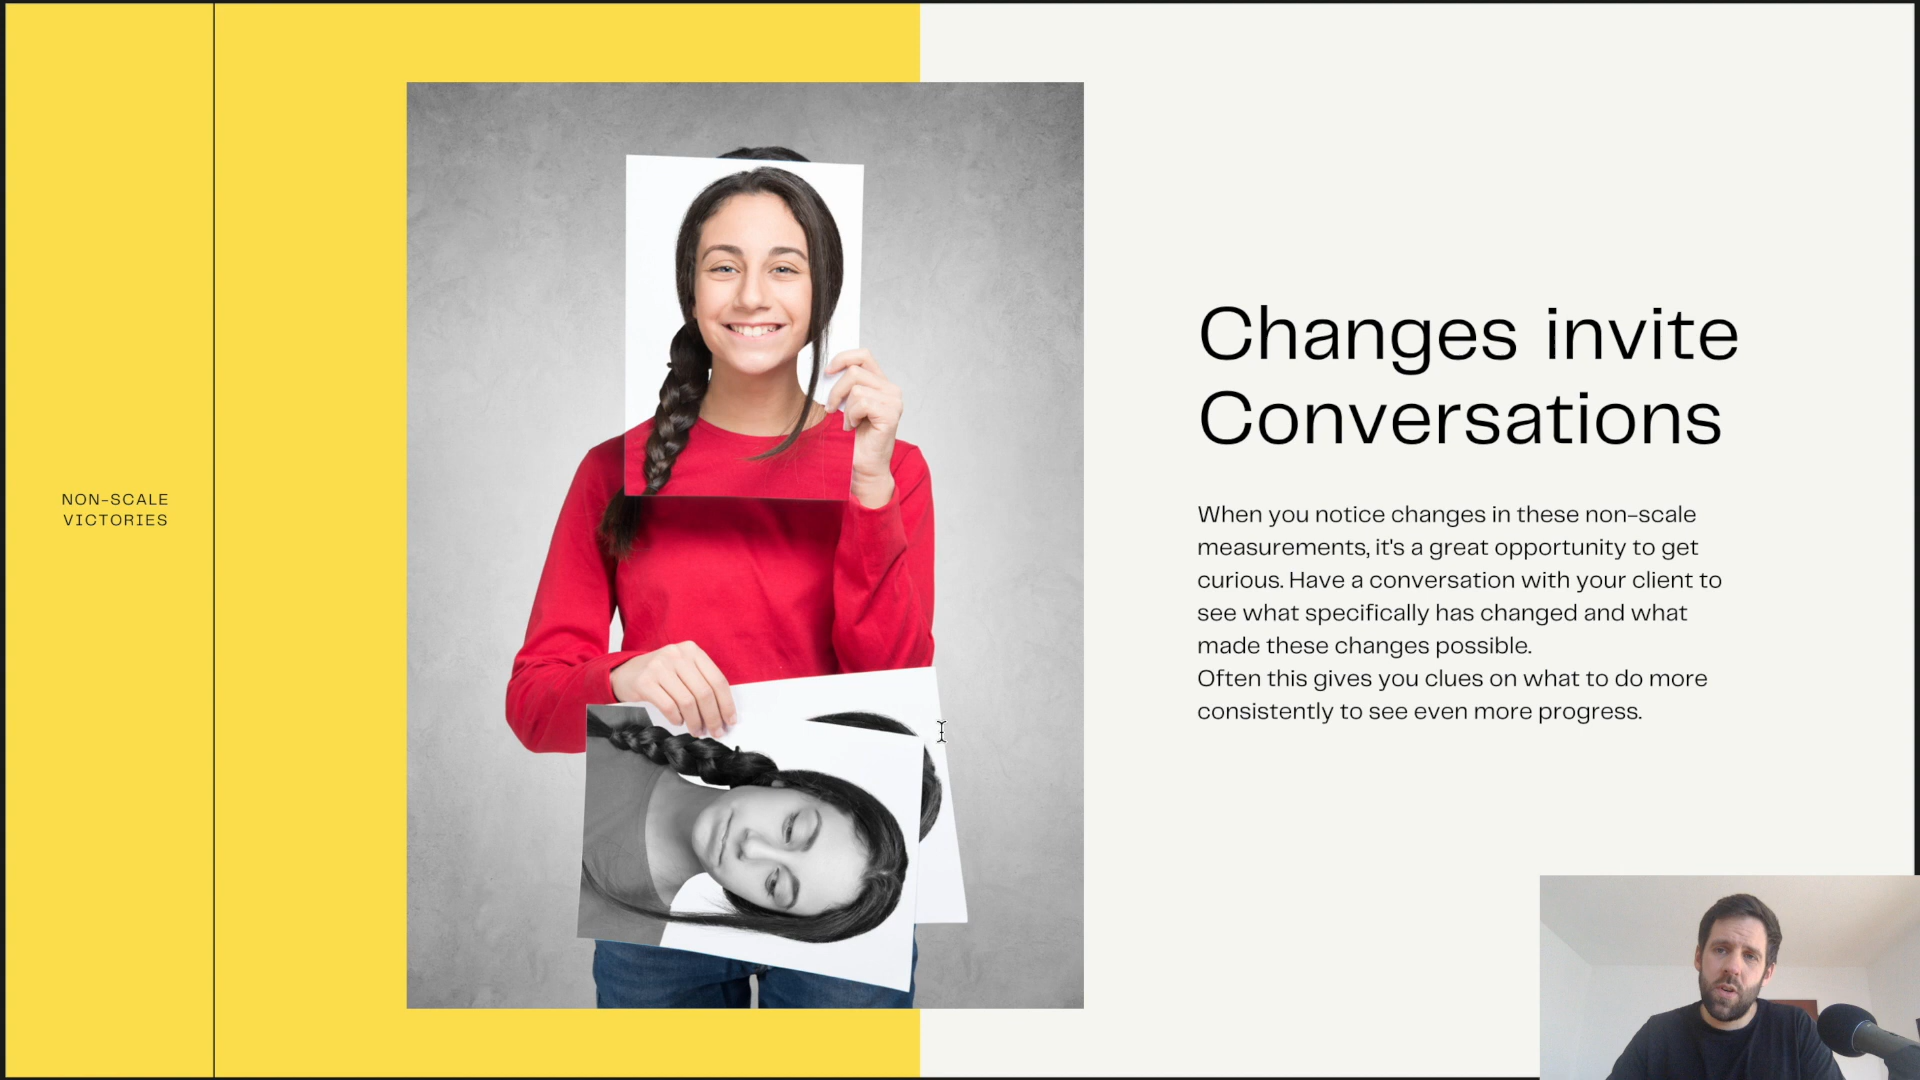 NON-SCALE
VICTORIES
Changes invite
Conversations
When you notice changes in these non-scale
measurements, it's a great opportunity to get
curious. Have a conversation with your client to
see what specifically has changed and what
made these changes possible.
Often this gives you clues on what to do more
consistently to see even more progress.